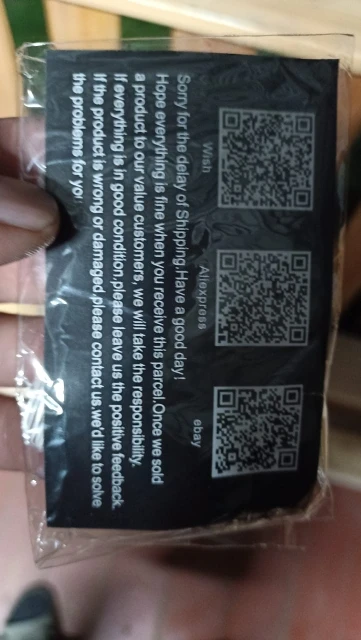 Wish
Aliexpress
ebay
Sorry for the delay of Shipping.Have a good day!
Hope everything is fine when you receive this parcel.Once we sold
a product to our value customers, we will take the responsibility.
If everything is in good condition,please leave us the positive feedback.
If the product is wrong or damaged,please contact us.we'd like to solve
the problems for you!